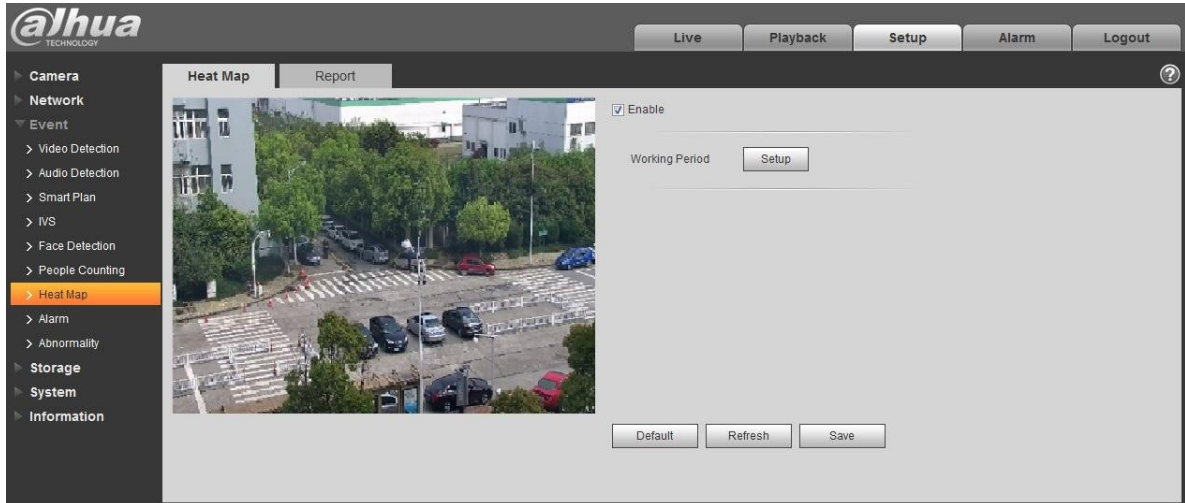 alhua
TECHNOLOGY
Live Playback Setup Alarm Logout
Camera
Network
Event
Video Detection
Audio Detection
Smart Plan
IVS
Face Detection
People Counting
Heat Map
Alarm
Abnormality
Storage
System
Information
Heat Map Report
?
Enable
Working Period Setup
Default Refresh Save